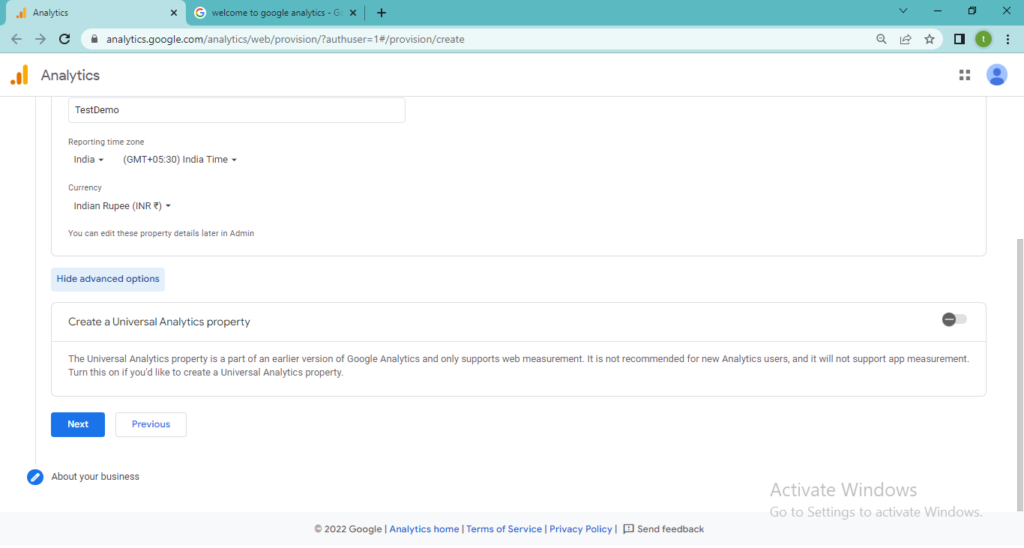 Analytics
welcome to google analytics - Go
analytics.google.com/analytics/web/provision/?authuser=1#/provision/create
t
Analytics
TestDemo
Reporting time zone
India (GMT+05:30) India Time
Currency
Indian Rupee (INR ₹)
You can edit these property details later in Admin
Hide advanced options
Create a Universal Analytics property
The Universal Analytics property is a part of an earlier version of Google Analytics and only supports web measurement. It is not recommended for new Analytics users, and it will not support app measurement.
Turn this on if you'd like to create a Universal Analytics property.
Next Previous
About your business
Activate Windows
Go to Settings to activate Windows.
© 2022 Google | Analytics home | Terms of Service | Privacy Policy | Send feedback